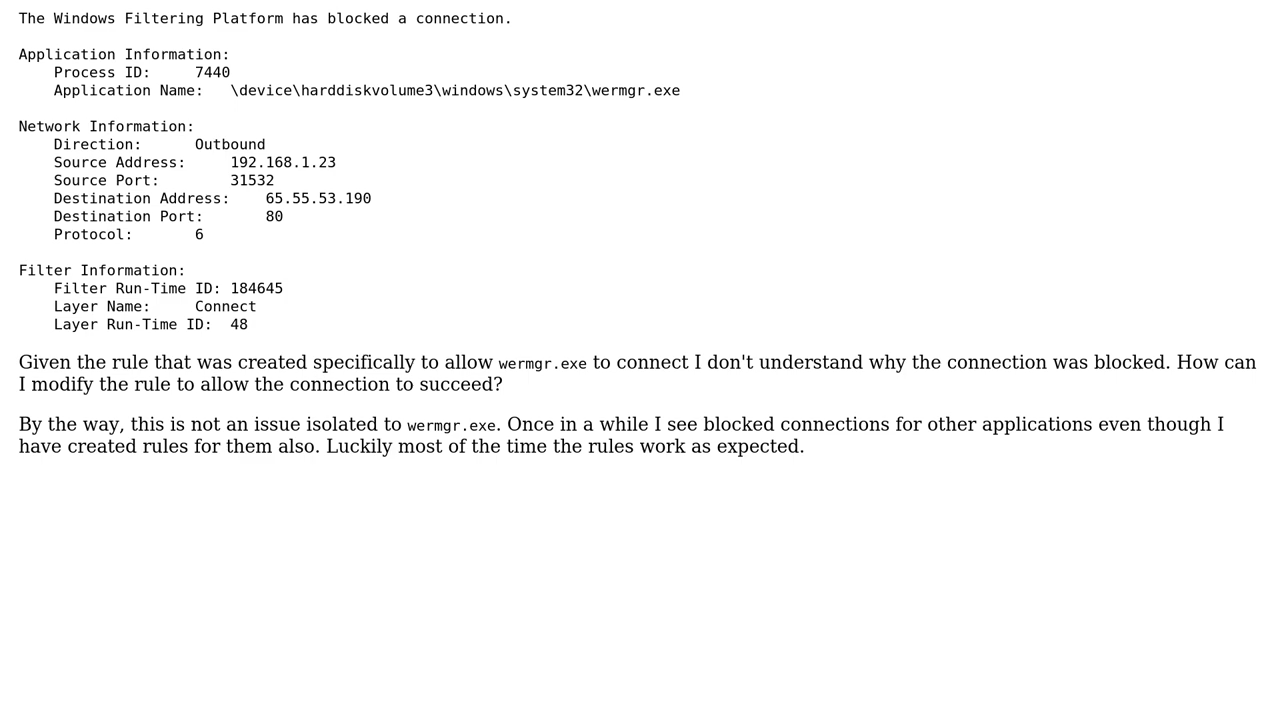 The Windows Filtering Platform has blocked a connection.
Application Information:
Process ID: 7440
Application Name: \device\harddiskvolume3\windows\system32\wermgr.exe
Network Information:
Direction: Outbound
Source Address: 192.168.1.23
Source Port: 31532
Destination Address: 65.55.53.190
Destination Port: 80
Protocol: 6
Filter Information:
Filter Run-Time ID: 184645
Layer Name: Connect
Layer Run-Time ID: 48
Given the rule that was created specifically to allow wermgr.exe to connect I don't understand why the connection was blocked. How can
I modify the rule to allow the connection to succeed?
By the way, this is not an issue isolated to wermgr.exe. Once in a while I see blocked connections for other applications even though I
have created rules for them also. Luckily most of the time the rules work as expected.